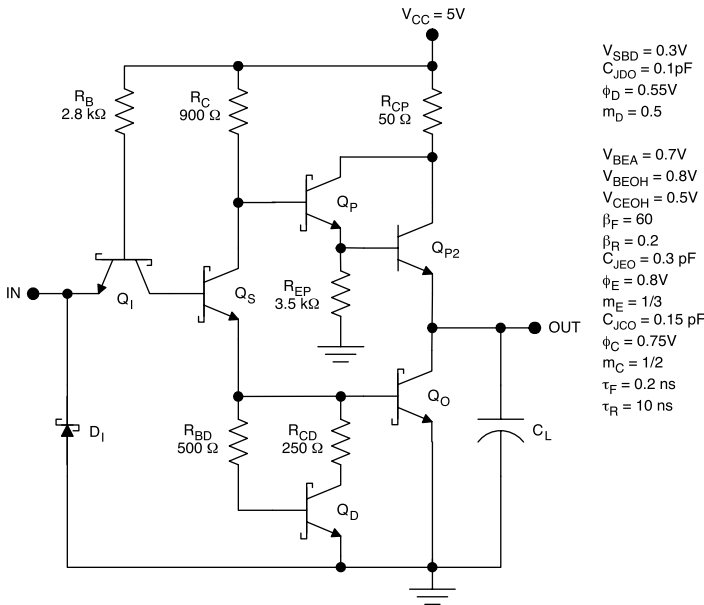 V_CC = 5V
R_B
2.8 kΩ
R_C
900 Ω
R_CP
50 Ω
Q_P
Q_P2
R_EP
3.5 kΩ
IN
Q_I
Q_S
OUT
D_I
R_BD
500 Ω
R_CD
250 Ω
Q_O
C_L
Q_D
V_SBD = 0.3V
C_JDO = 0.1pF
ϕ_D = 0.55V
m_D = 0.5
V_BEA = 0.7V
V_BEOH = 0.8V
V_CEOH = 0.5V
β_F = 60
β_R = 0.2
C_JEO = 0.3 pF
ϕ_E = 0.8V
m_E = 1/3
C_JCO = 0.15 pF
ϕ_C = 0.75V
m_C = 1/2
τ_F = 0.2 ns
τ_R = 10 ns